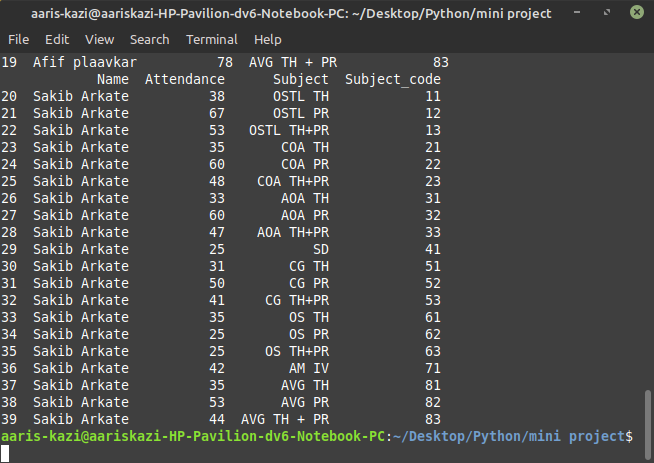 aaris-kazi@aariskazi-HP-Pavilion-dv6-Notebook-PC: ~/Desktop/Python/mini project
File Edit View Search Terminal Help
19 Afif plaavkar 78 AVG TH + PR 83
Name Attendance Subject Subject_code
20 Sakib Arkate 38 OSTL TH 11
21 Sakib Arkate 67 OSTL PR 12
22 Sakib Arkate 53 OSTL TH+PR 13
23 Sakib Arkate 35 COA TH 21
24 Sakib Arkate 60 COA PR 22
25 Sakib Arkate 48 COA TH+PR 23
26 Sakib Arkate 33 AOA TH 31
27 Sakib Arkate 60 AOA PR 32
28 Sakib Arkate 47 AOA TH+PR 33
29 Sakib Arkate 25 SD 41
30 Sakib Arkate 31 CG TH 51
31 Sakib Arkate 50 CG PR 52
32 Sakib Arkate 41 CG TH+PR 53
33 Sakib Arkate 35 OS TH 61
34 Sakib Arkate 25 OS PR 62
35 Sakib Arkate 25 OS TH+PR 63
36 Sakib Arkate 42 AM IV 71
37 Sakib Arkate 35 AVG TH 81
38 Sakib Arkate 53 AVG PR 82
39 Sakib Arkate 44 AVG TH + PR 83
aaris-kazi@aariskazi-HP-Pavilion-dv6-Notebook-PC:~/Desktop/Python/mini project$